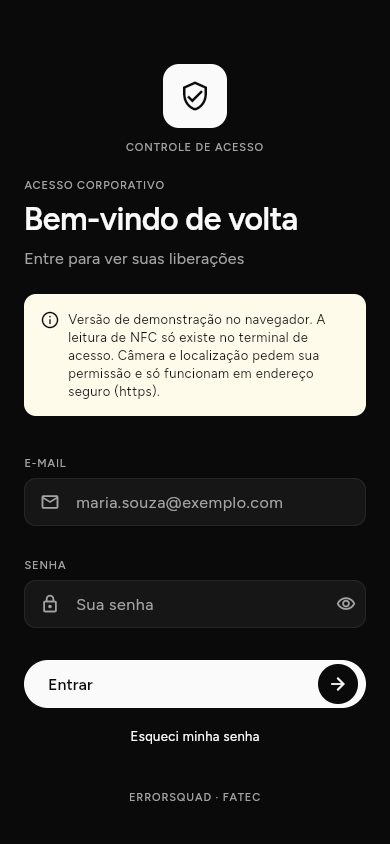 CONTROLE DE ACESSO
ACESSO CORPORATIVO
Bem-vindo de volta
Entre para ver suas liberações
Versão de demonstração no navegador. A
leitura de NFC só existe no terminal de
acesso. Câmera e localização pedem sua
permissão e só funcionam em endereço
seguro (https).
E-MAIL
maria.souza@exemplo.com
SENHA
Sua senha
Entrar
Esqueci minha senha
ERRORSQUAD · FATEC